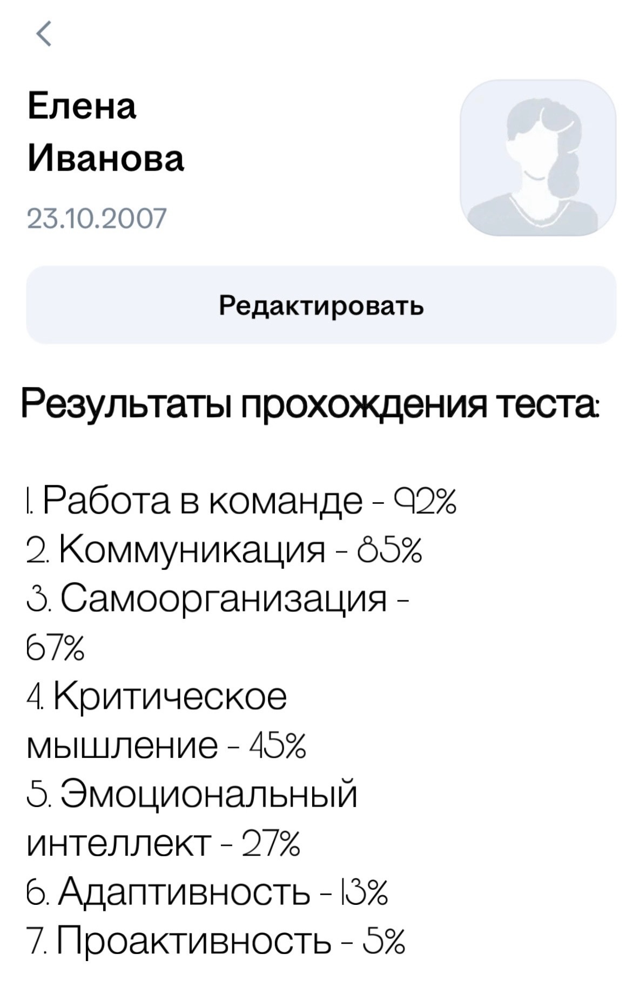 Елена
Иванова
23.10.2007
Редактировать
Результаты прохождения теста:
1. Работа в команде - 92%
2. Коммуникация - 85%
3. Самоорганизация -
67%
4. Критическое
мышление - 45%
5. Эмоциональный
интеллект - 27%
6. Адаптивность - 13%
7. Проактивность - 5%